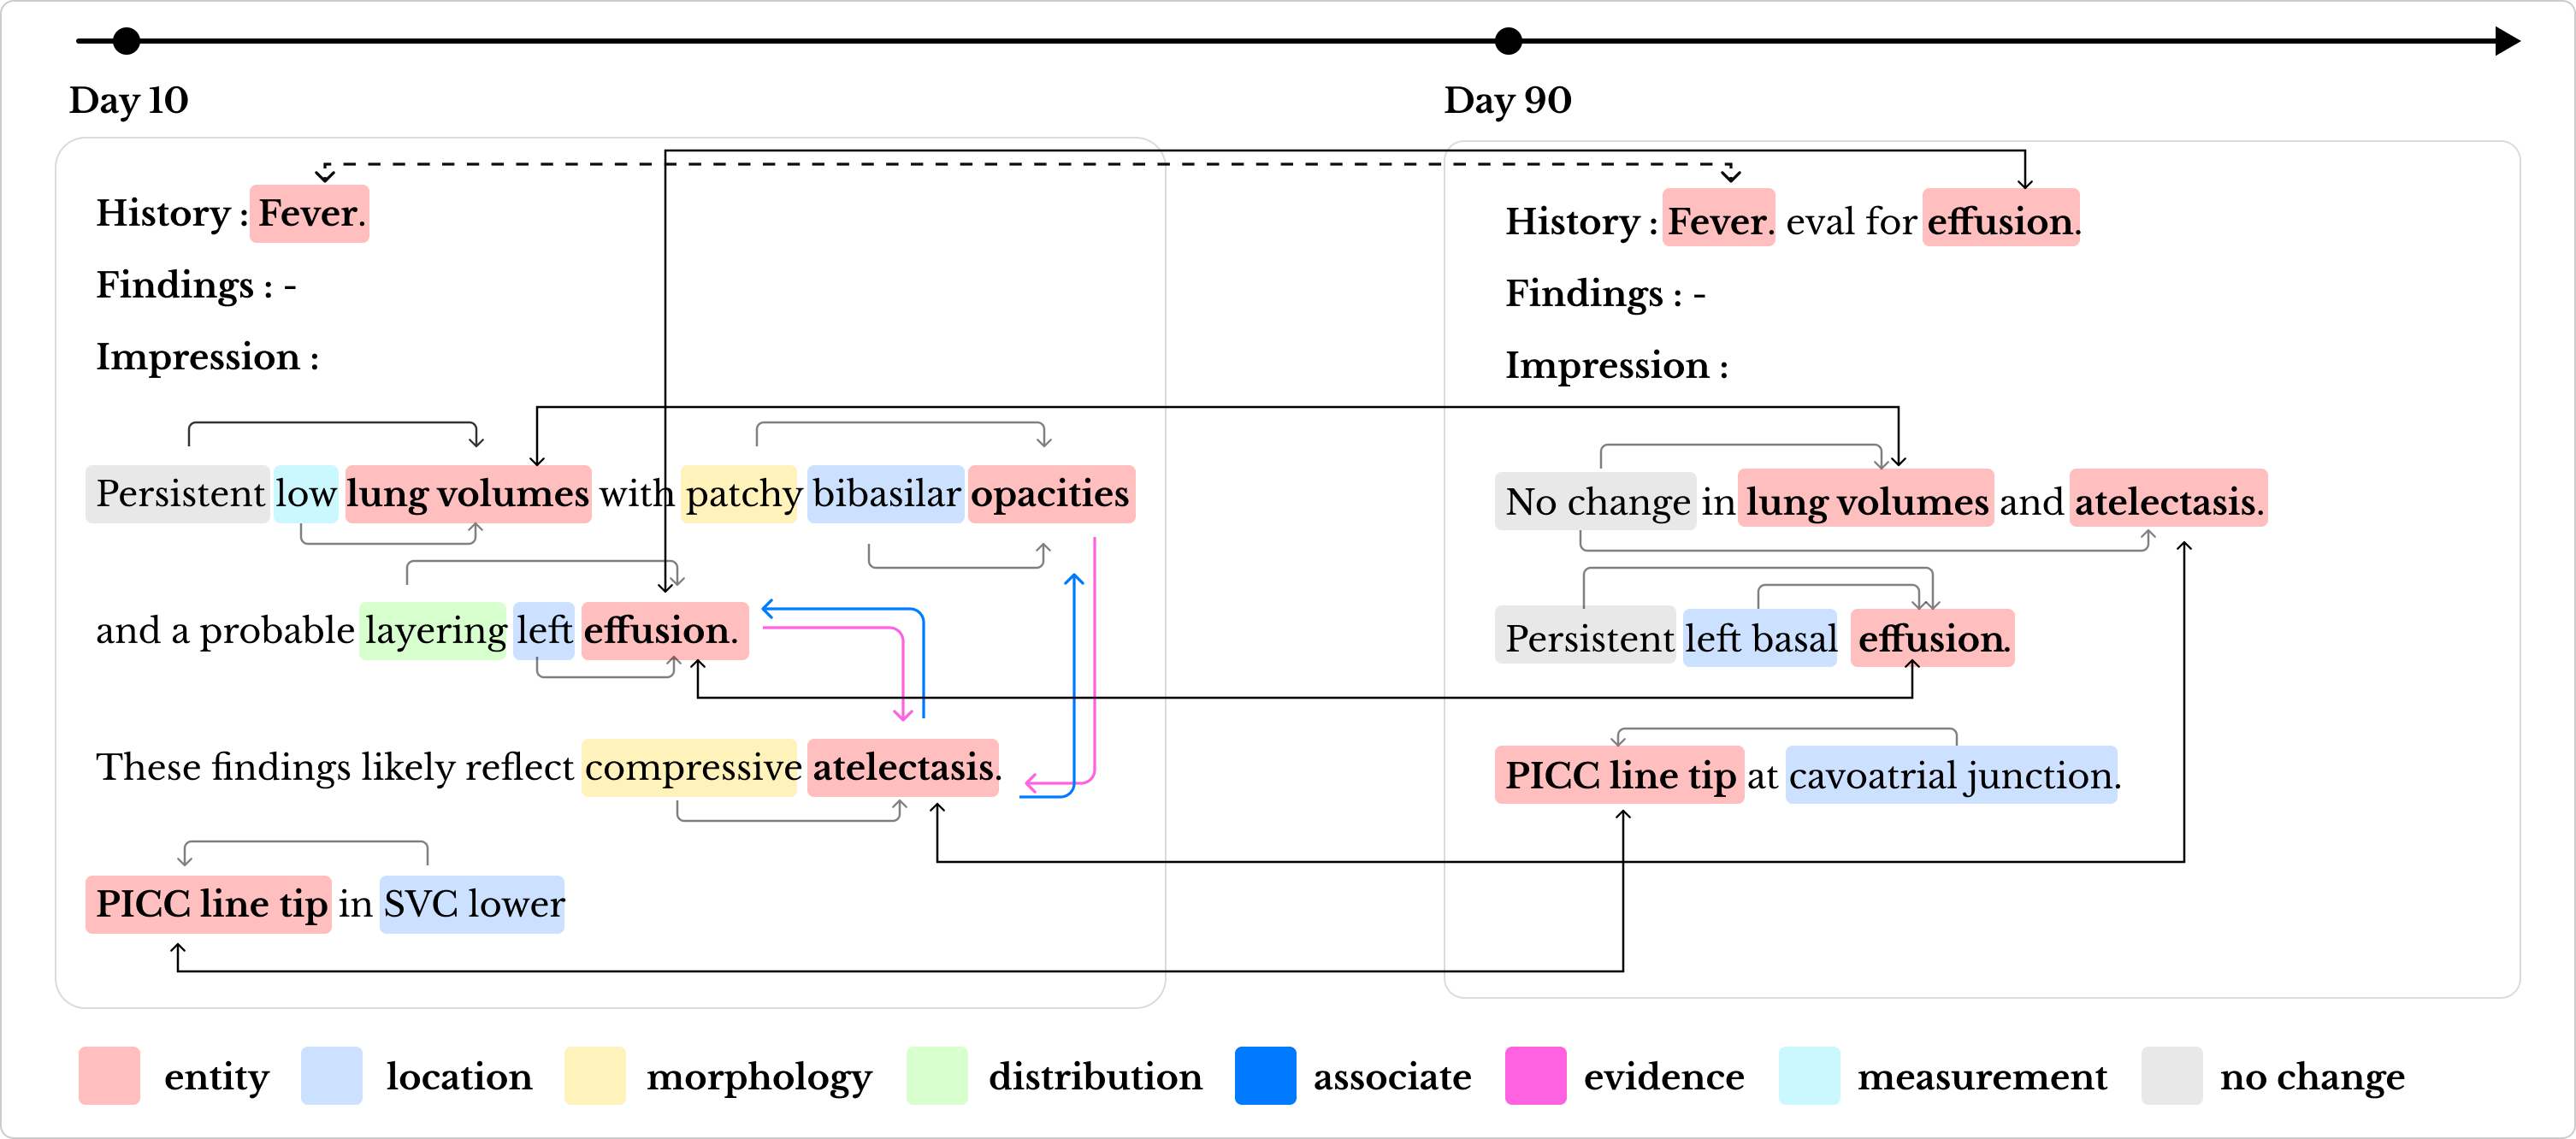 Day 10
Day 90
History : Fever.
Findings : -
Impression :
Persistent low lung volumes with patchy bibasilar opacities
and a probable layering left effusion.
These findings likely reflect compressive atelectasis.
PICC line tip in SVC lower
History : Fever. eval for effusion.
Findings : -
Impression :
No change in lung volumes and atelectasis.
Persistent left basal effusion.
PICC line tip at cavoatrial junction.
entity location morphology distribution associate evidence measurement no change